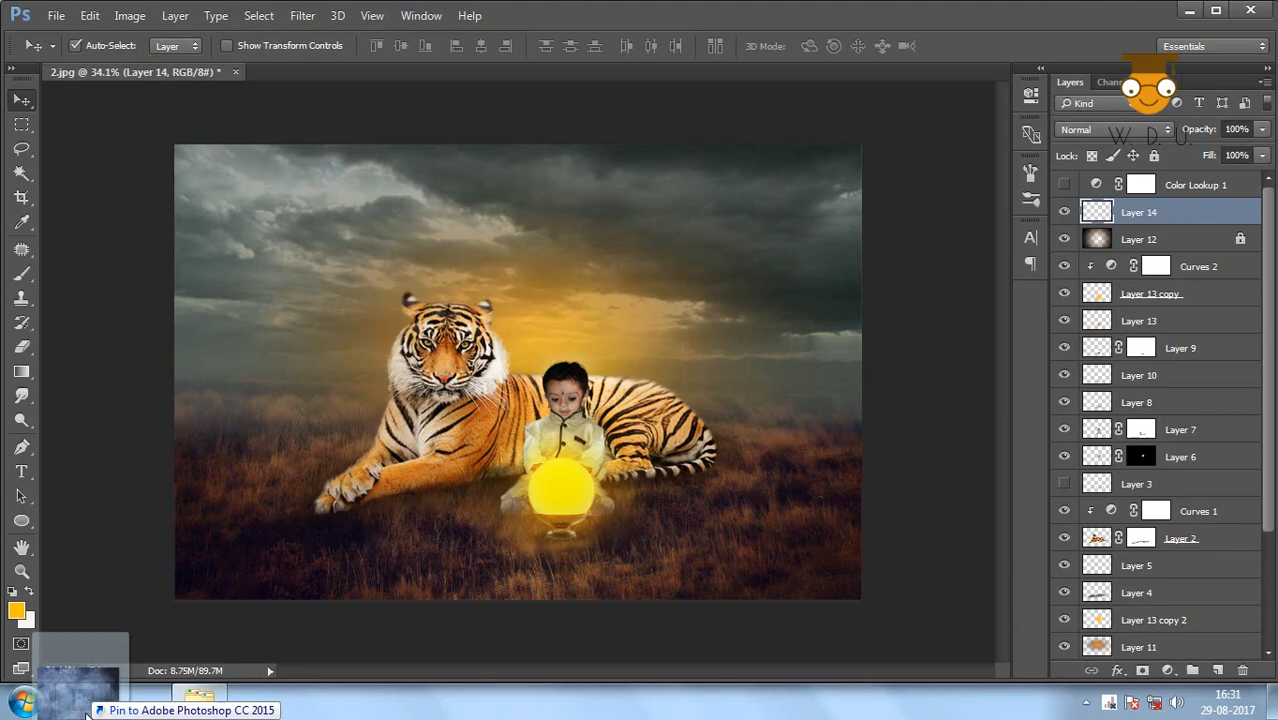 Ps File Edit Image Layer Type Select Filter 3D View Window Help
Auto-Select: Layer Show Transform Controls 3D Mode: Essentials
2.jpg @ 34.1% (Layer 14, RGB/8#) * ×
Layers Chann
Kind
Normal Opacity: 100%
W. D. U.
Lock: Fill: 100%
Color Lookup 1
Layer 14
Layer 12
Curves 2
Layer 13 copy
Layer 13
Layer 9
Layer 10
Layer 8
Layer 7
Layer 6
Layer 3
Curves 1
Layer 2
Layer 5
Layer 4
Layer 13 copy 2
Layer 11
Doc: 8.75M/89.7M
fx
Pin to Adobe Photoshop CC 2015
16:31
29-08-2017